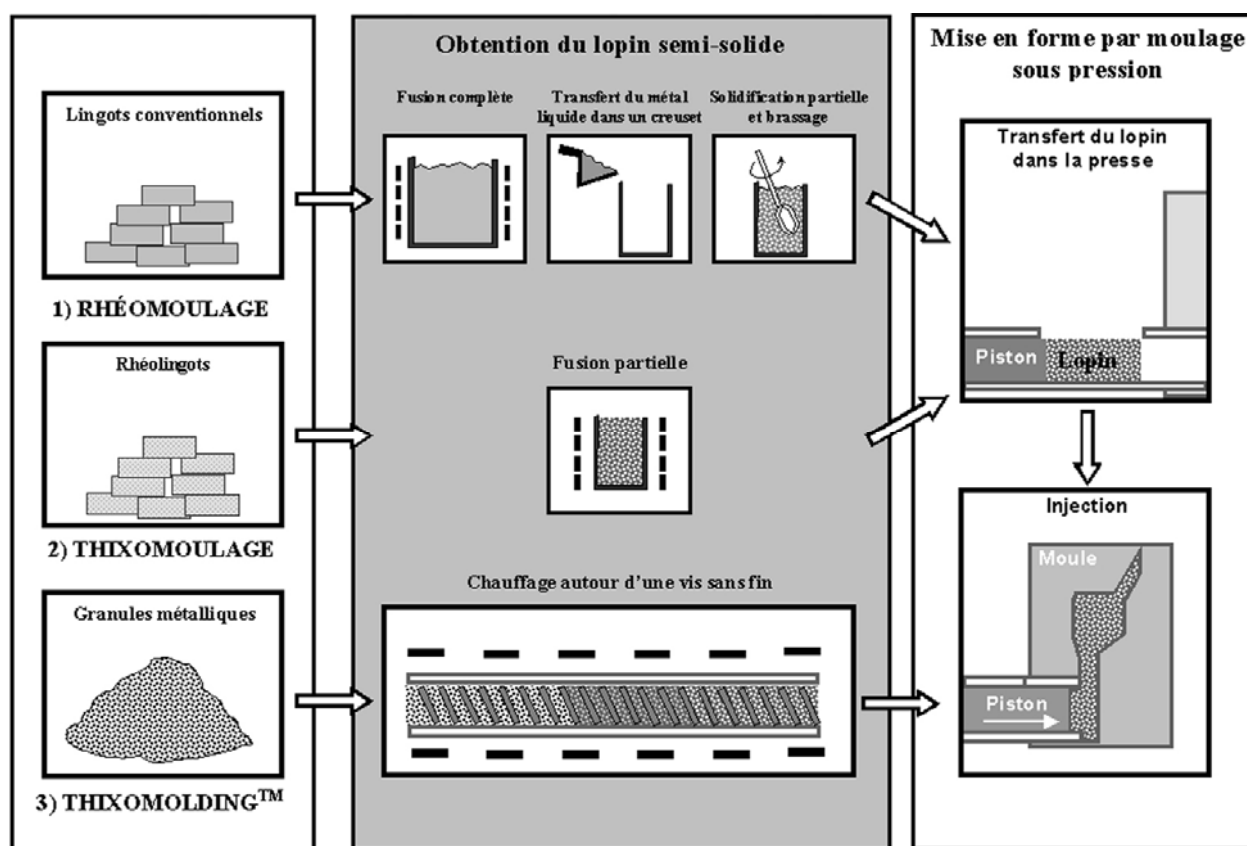 Lingots conventionnels
1) RHÉOMOULAGE
Rhéolingots
2) THIXOMOULAGE
Granules métalliques
3) THIXOMOLDING™
Obtention du lopin semi-solide
Fusion complète
Transfert du métal
liquide dans un creuset
Solidification partielle
et brassage
Fusion partielle
Chauffage autour d’une vis sans fin
Mise en forme par moulage
sous pression
Transfert du lopin
dans la presse
Piston
Lopin
Injection
Moule
Piston